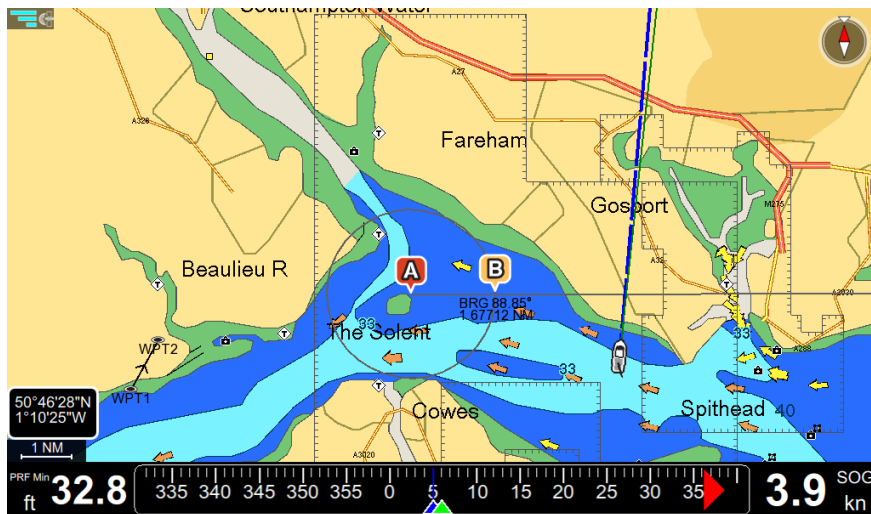 Southampton Water
A27
A326
Fareham
M275
Gosport
A32
Beaulieu R
A
B
BRG 88.85°
1.67712 NM
A3020
The Solent
33
33
33
WPT2
WPT1
A288
50°46'28"N
1°10'25"W
Cowes
Spithead
40
1 NM
A3020
PRF Min
ft
32.8
335 340 345 350 355 0 5 10 15 20 25 30 35
3.9
SOG
kn